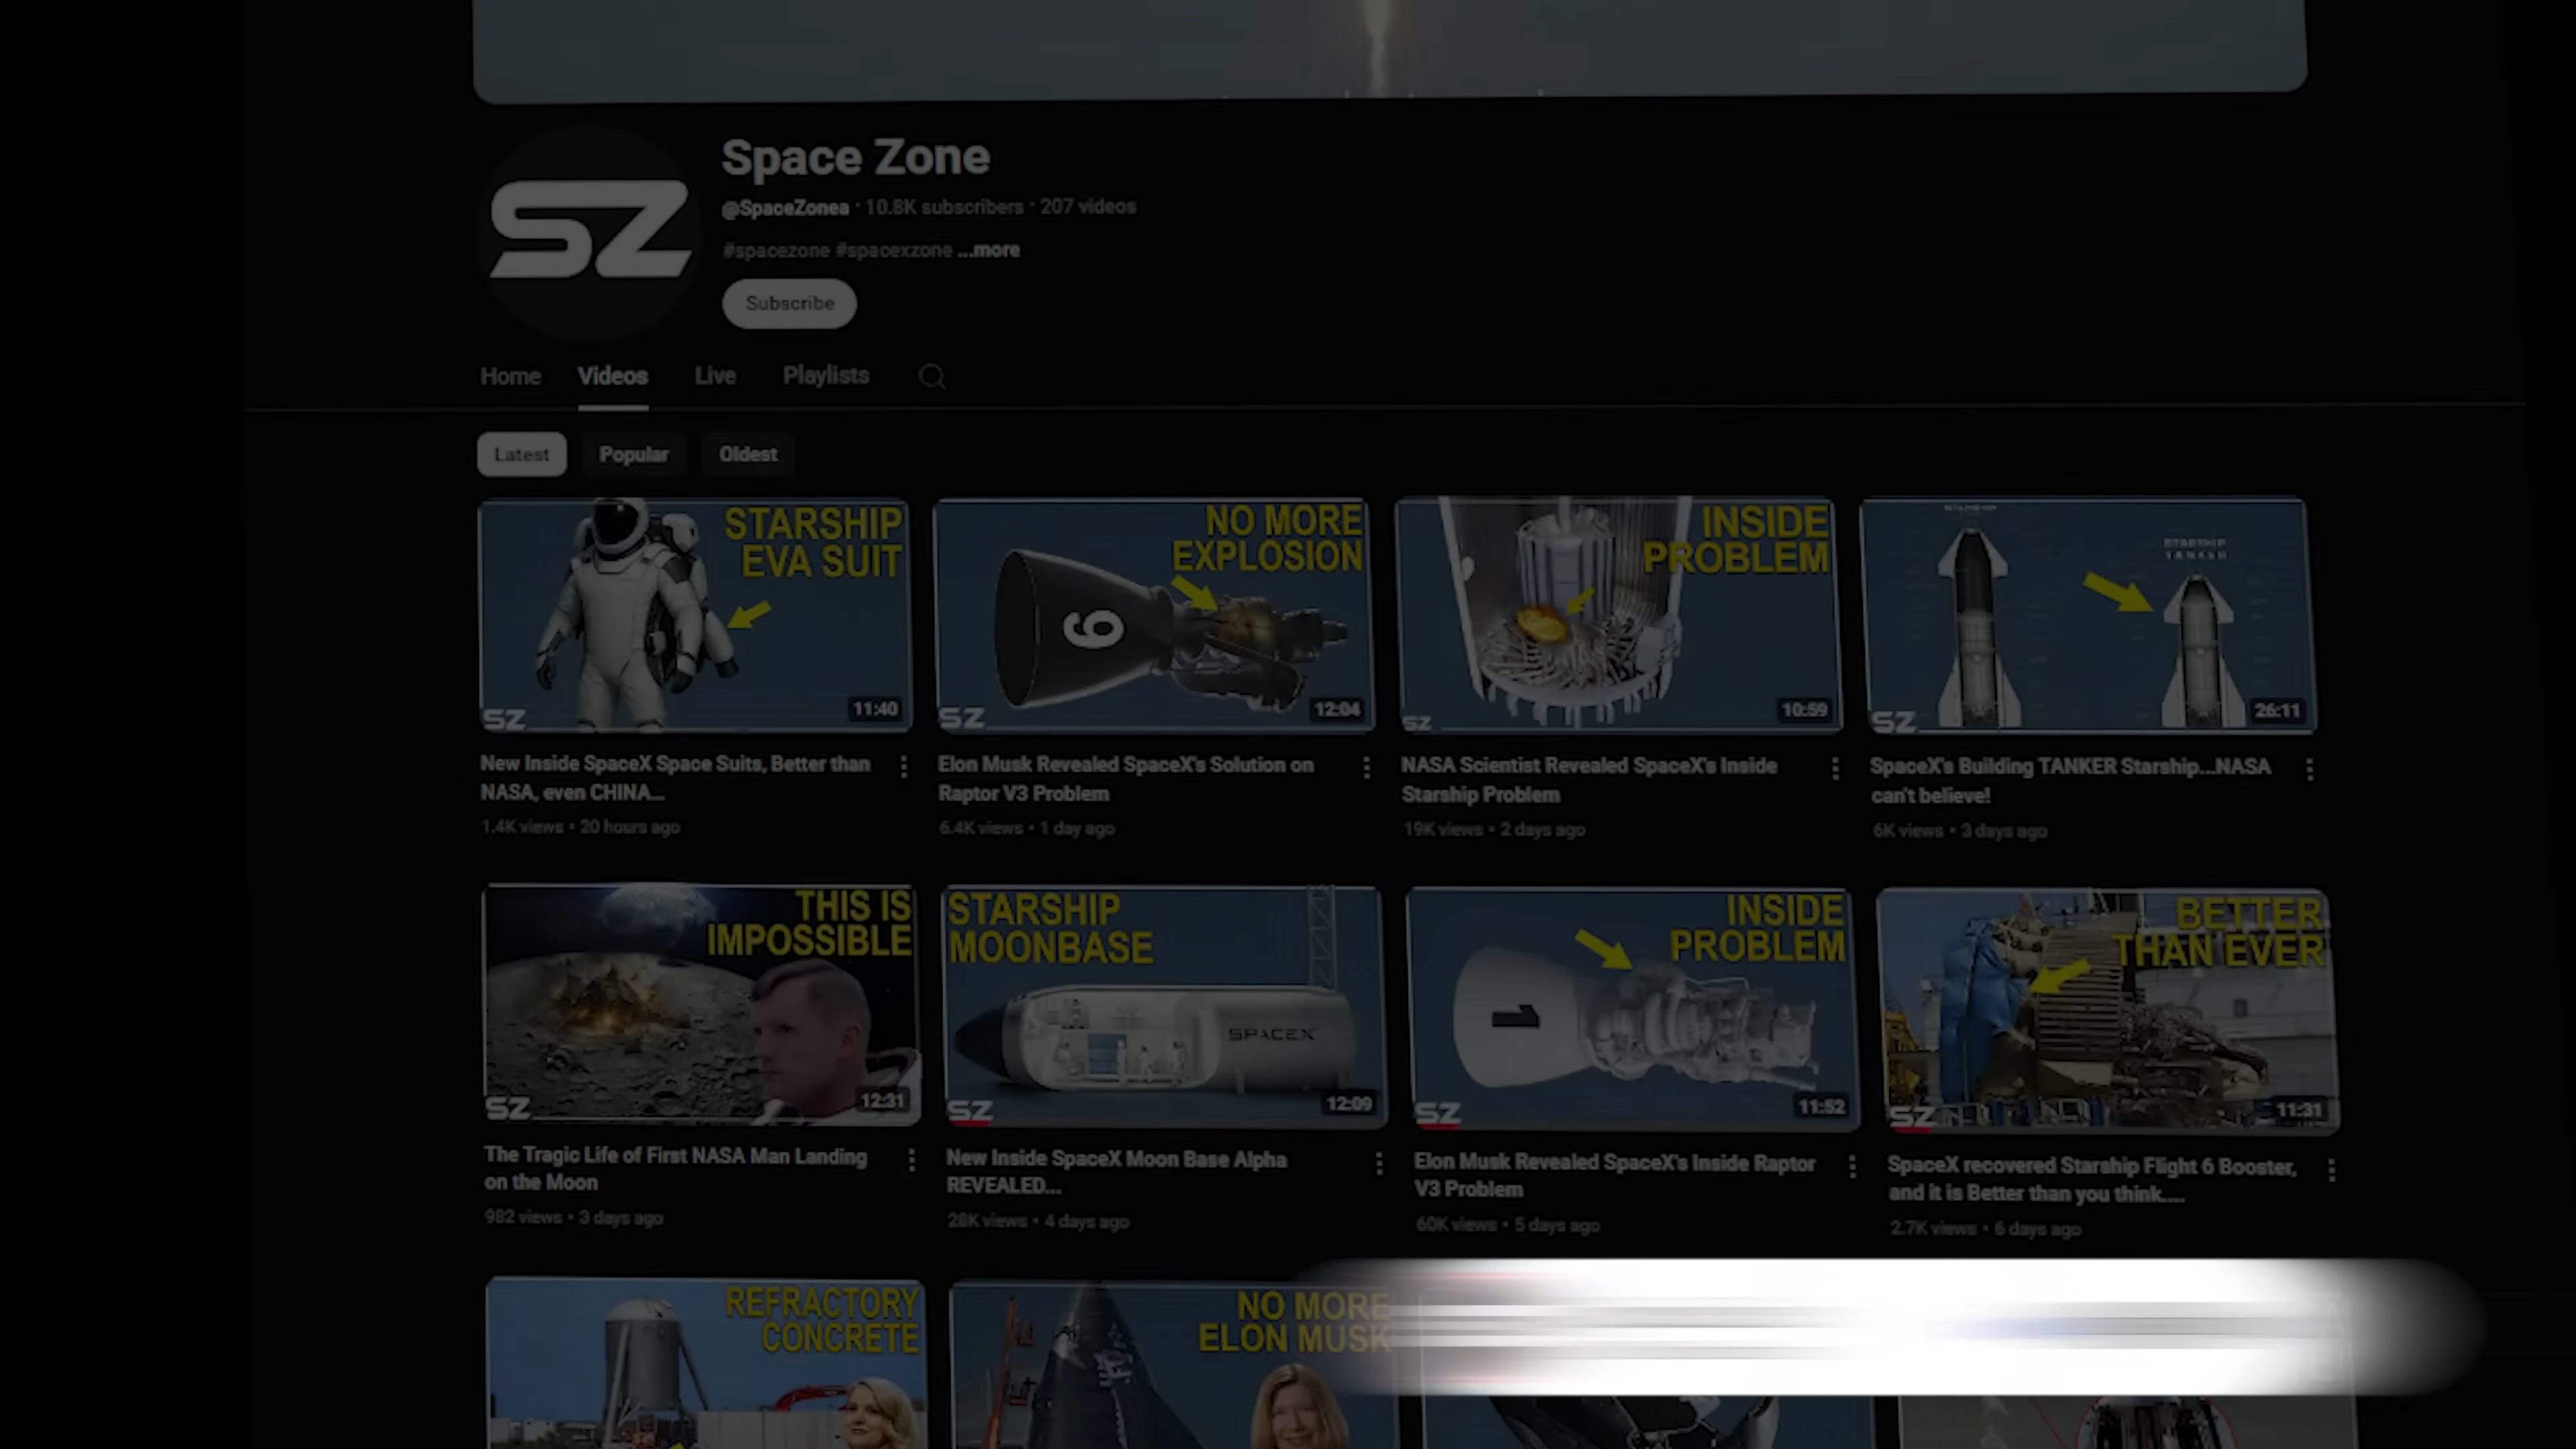 Space Zone
@SpaceZonea · 10.8K subscribers · 207 videos
#spacezone #spacexzone ...more
Subscribe
SZ
Home Videos Live Playlists
Latest Popular Oldest
STARSHIP
EVA SUIT
SZ
11:40
NO MORE
EXPLOSION
6
SZ
12:04
INSIDE
PROBLEM
SZ
10:59
STARSHIP
STARSHIP
TANKER
SZ
26:11
New Inside SpaceX Space Suits, Better than
NASA, even CHINA...
1.4K views · 20 hours ago
Elon Musk Revealed SpaceX's Solution on
Raptor V3 Problem
6.4K views · 1 day ago
NASA Scientist Revealed SpaceX's Inside
Starship Problem
19K views · 2 days ago
SpaceX's Building TANKER Starship...NASA
can't believe!
6K views · 3 days ago
THIS IS
IMPOSSIBLE
SZ
12:31
STARSHIP
MOONBASE
SPACEX
SZ
12:09
INSIDE
PROBLEM
1
SZ
11:52
BETTER
THAN EVER
SZ
11:31
The Tragic Life of First NASA Man Landing
on the Moon
982 views · 3 days ago
New Inside SpaceX Moon Base Alpha
REVEALED...
28K views · 4 days ago
Elon Musk Revealed SpaceX's Inside Raptor
V3 Problem
60K views · 5 days ago
SpaceX recovered Starship Flight 6 Booster,
and it is Better than you think....
2.7K views · 6 days ago
REFRACTORY
CONCRETE
NO MORE
ELON MUSK